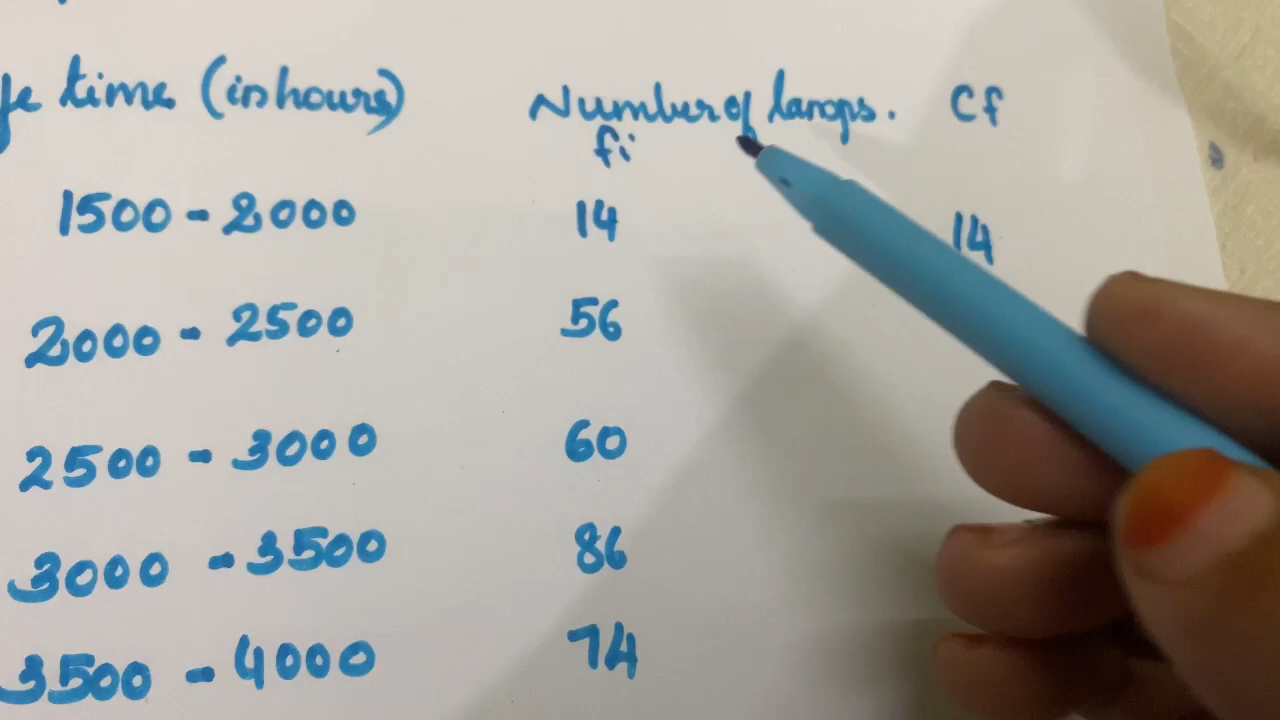 time (in hours) Number of lamps. Cf
fi
1500 - 2000 14 14
2000 - 2500 56
2500 - 3000 60
3000 - 3500 86
3500 - 4000 74